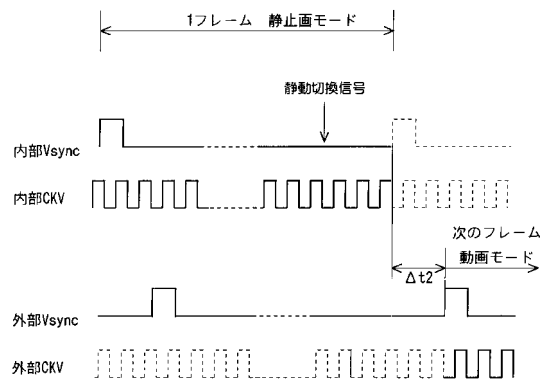 1フレーム 静止画モード
静動切換信号
内部Vsync
内部CKV
次のフレーム
動画モード
Δt2
外部Vsync
外部CKV